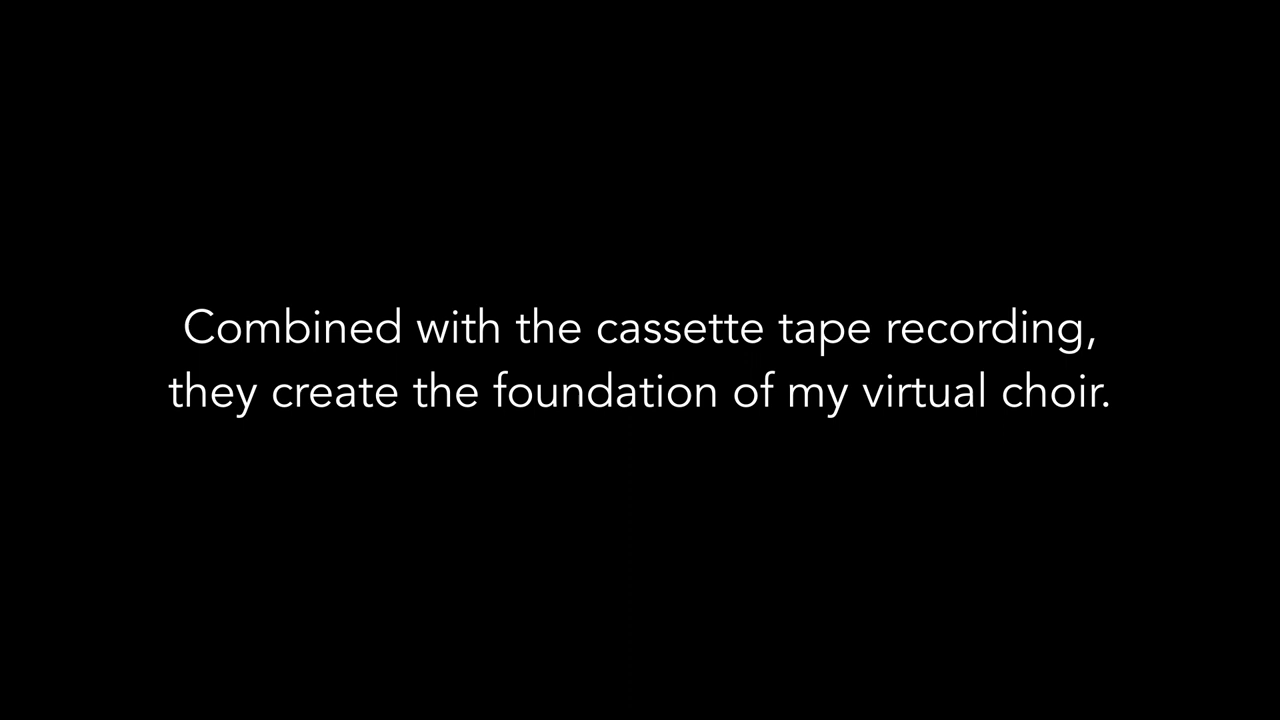 Combined with the cassette tape recording,
they create the foundation of my virtual choir.